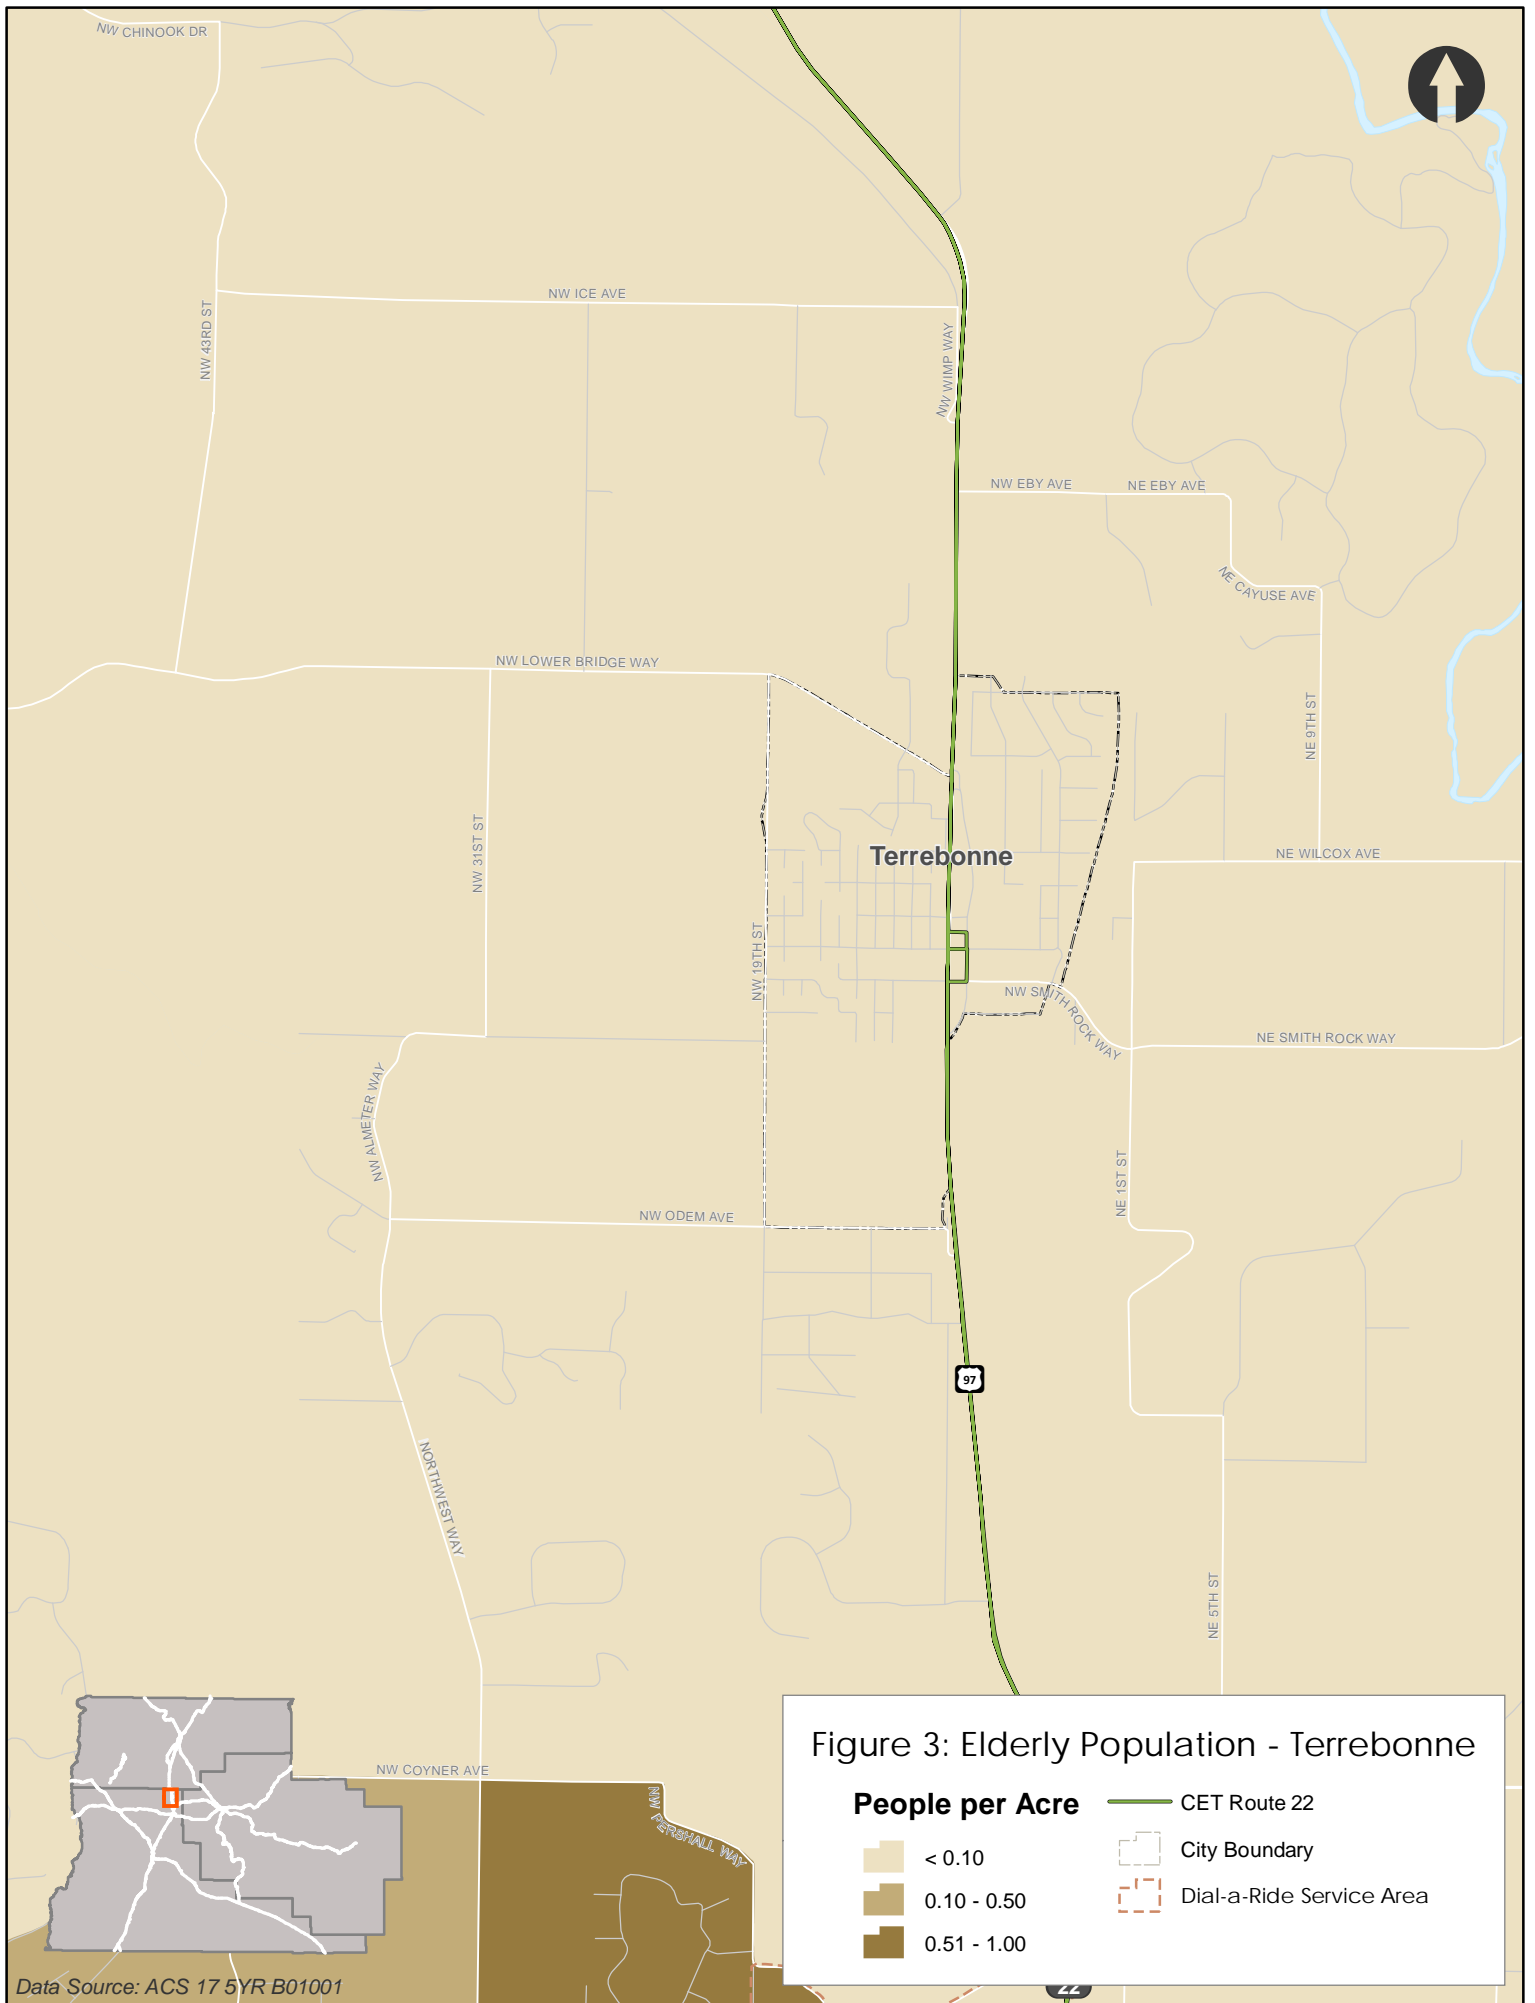 NW CHINOOK DR
NW ICE AVE
NW 43RD ST
NW WIMP WAY
NW EBY AVE
NE EBY AVE
NE CAYUSE AVE
NW LOWER BRIDGE WAY
NE 9TH ST
NW 31ST ST
Terrebonne
NE WILCOX AVE
NW 19TH ST
NW SMITH ROCK WAY
NE SMITH ROCK WAY
NW ALMETER WAY
NE 1ST ST
NW ODEM AVE
97
NORTHWEST WAY
NE 5TH ST
NW COYNER AVE
NW PERSHALL WAY
Figure 3: Elderly Population - Terrebonne
People per Acre
< 0.10
0.10 - 0.50
0.51 - 1.00
CET Route 22
City Boundary
Dial-a-Ride Service Area
22
Data Source: ACS 17 5YR B01001